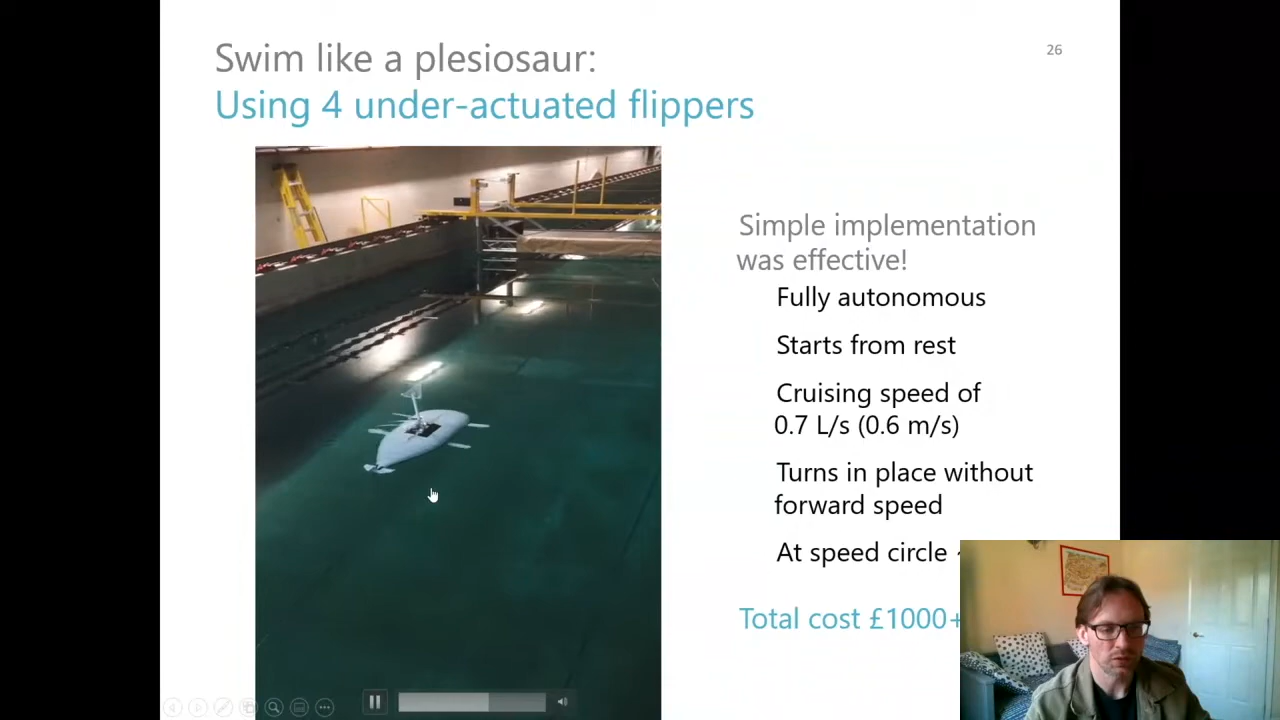 Swim like a plesiosaur:
26
Using 4 under-actuated flippers
Simple implementation
was effective!
Fully autonomous
Starts from rest
Cruising speed of
0.7 L/s (0.6 m/s)
Turns in place without
forward speed
At speed circle ~
Total cost £1000+